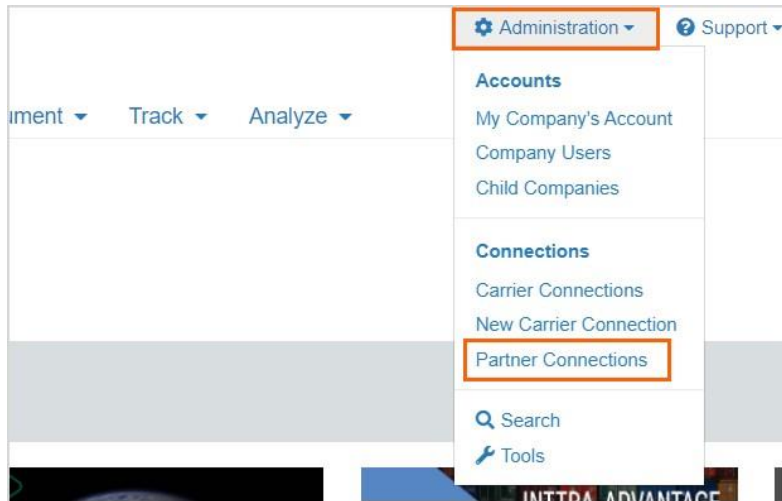 Administration Support
Accounts
ument Track Analyze
My Company's Account
Company Users
Child Companies
Connections
Carrier Connections
New Carrier Connection
Partner Connections
Search
Tools
INTTRA ADVANTAGE